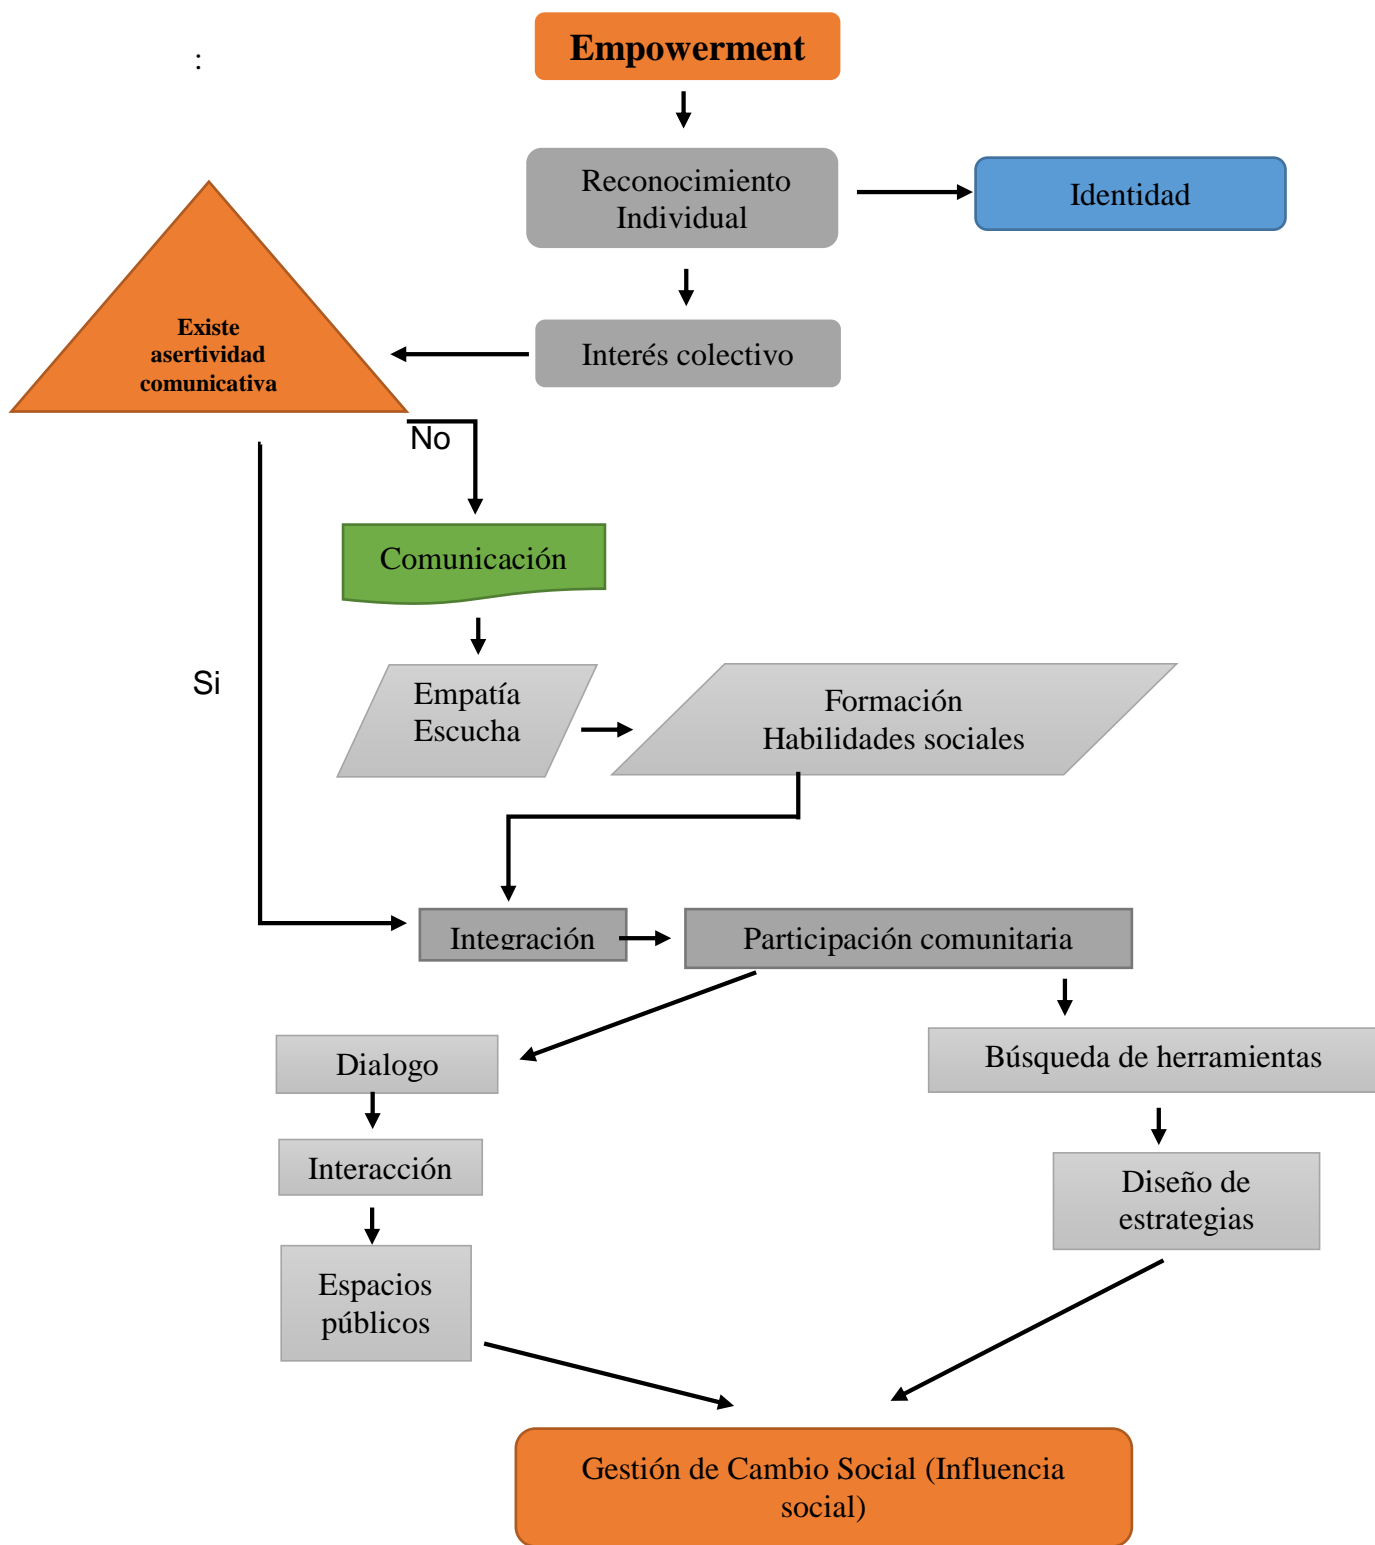 Empowerment
:
Reconocimiento
Individual
Identidad
Existe
asertividad
comunicativa
Interés colectivo
No
Comunicación
Si
Empatía
Escucha
Formación
Habilidades sociales
Integración
Participación comunitaria
Dialogo
Búsqueda de herramientas
Interacción
Diseño de
estrategias
Espacios
públicos
Gestión de Cambio Social (Influencia
social)